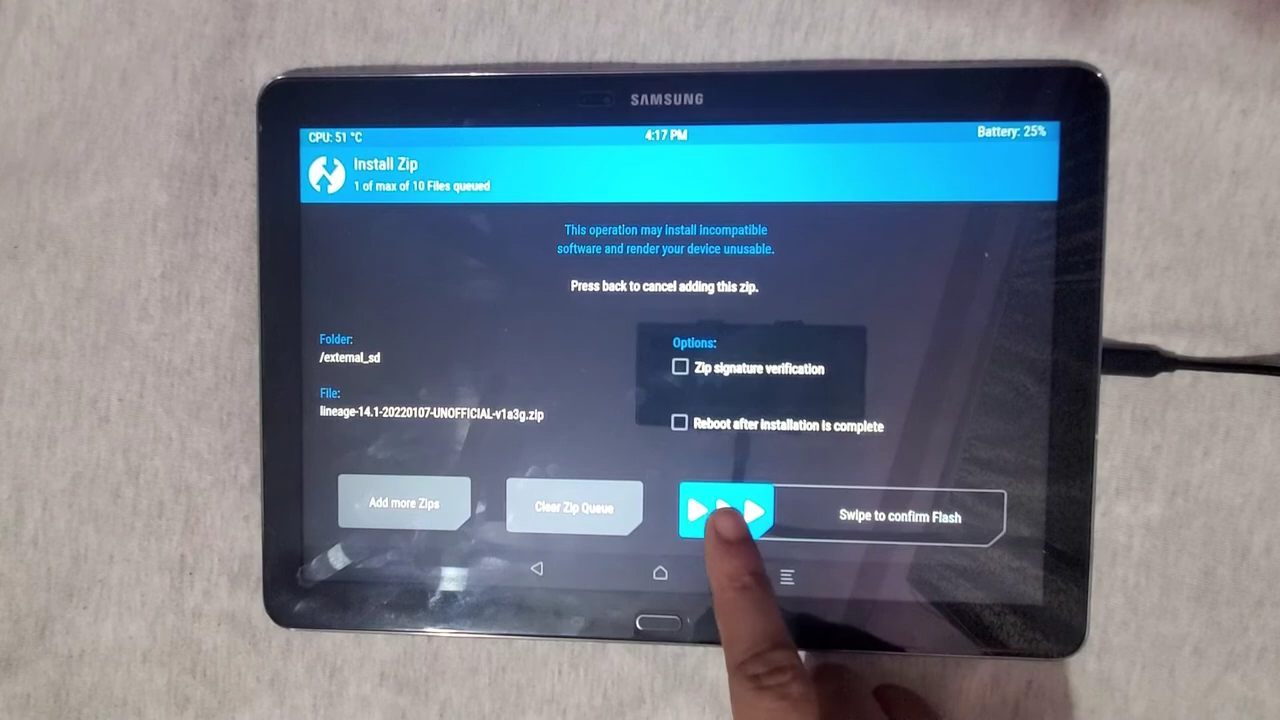 SAMSUNG
CPU: 51 °C
4:17 PM
Battery: 25%
Install Zip
1 of max of 10 Files queued
This operation may install incompatible
software and render your device unusable.
Press back to cancel adding this zip.
Folder:
/external_sd
File:
lineage-14.1-20220107-UNOFFICIAL-v1a3g.zip
Options:
Zip signature verification
Reboot after installation is complete
Add more Zips
Clear Zip Queue
Swipe to confirm Flash